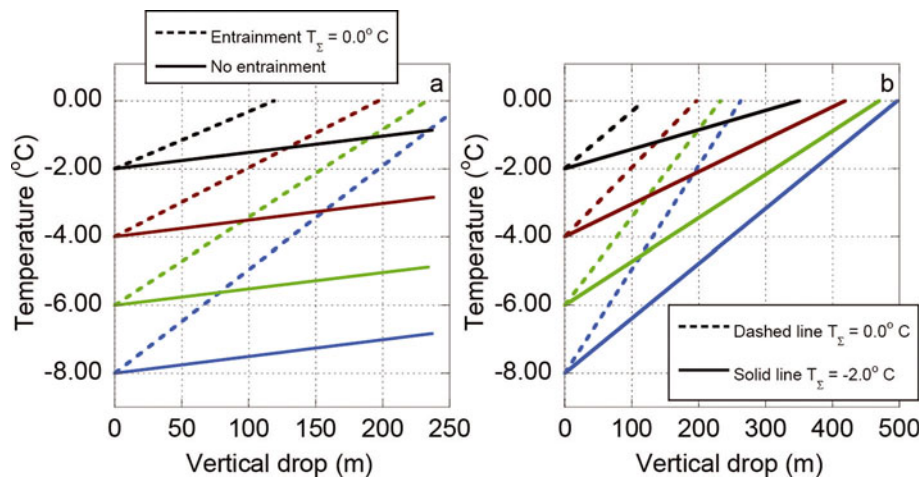 Entrainment T_Σ = 0.0° C
No entrainment
a
0.00
-2.00
-4.00
-6.00
-8.00
Temperature (°C)
0 50 100 150 200 250
Vertical drop (m)
b
0.00
-2.00
-4.00
-6.00
-8.00
Temperature (°C)
Dashed line T_Σ = 0.0° C
Solid line T_Σ = -2.0° C
0 100 200 300 400 500
Vertical drop (m)